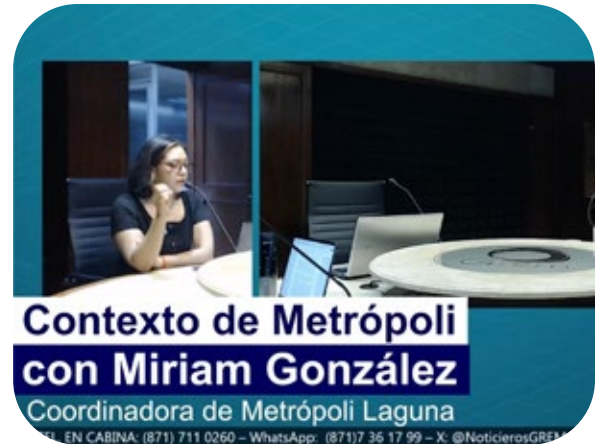 Contexto de Metrópoli
con Miriam González
Coordinadora de Metrópoli Laguna
TEL. EN CABINA: (871) 711 0260 – WhatsApp: (871)7 36 17 99 – X: @NoticierosGREM